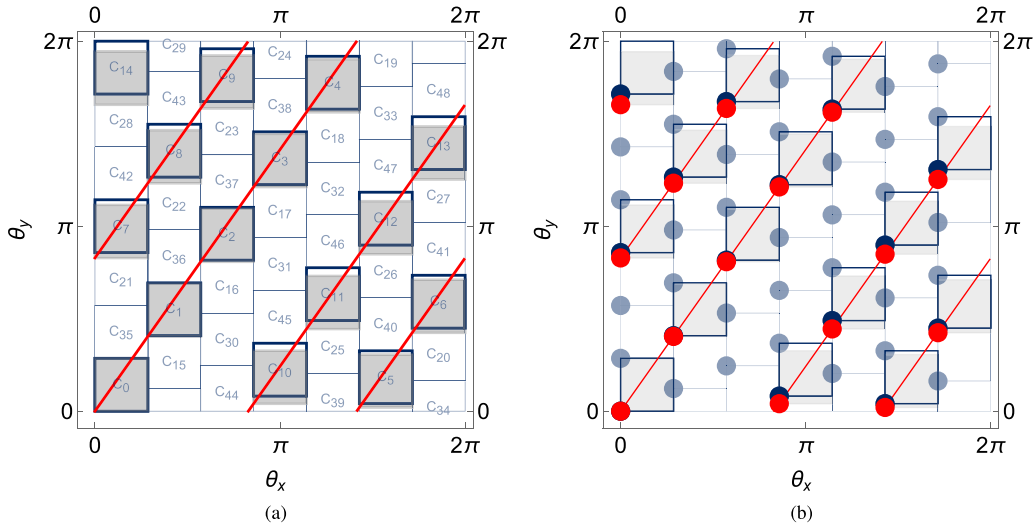 0 π 2π 0 π 2π
2π 2π 2π 2π
C29 C24 C19
C14 C9 C4 C48
C43 C38 C33
C28 C23 C18 C13
C8 C3 C47
C42 C37 C32 C27
C7 C22 C17 C12
θy π C2 C46 C41 π θy π π
C36 C31 C26
C21 C16 C11 C6
C1 C45 C40
C35 C30 C25 C20
C0 C15 C10 C5
C44 C39 C34
0 0 0 0
0 π 2π 0 π 2π
θx θx
(a) (b)